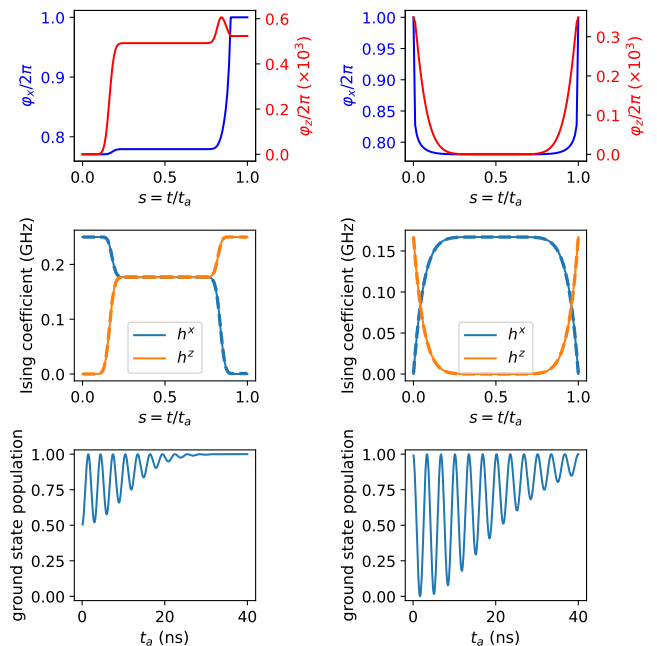 1.0
0.9
0.8
φx/2π
0.6
0.4
0.2
0.0
φz/2π (×10³)
0.0 0.5 1.0
s = t/ta
1.00
0.95
0.90
0.85
0.80
φx/2π
0.3
0.2
0.1
0.0
φz/2π (×10³)
0.0 0.5 1.0
s = t/ta
Ising coefficient (GHz)
0.2
0.1
0.0
hˣ
hᶻ
0.0 0.5 1.0
s = t/ta
Ising coefficient (GHz)
0.15
0.10
0.05
0.00
hˣ
hᶻ
0.0 0.5 1.0
s = t/ta
ground state population
1.00
0.75
0.50
0.25
0.00
0 20 40
ta (ns)
ground state population
1.00
0.75
0.50
0.25
0.00
0 20 40
ta (ns)